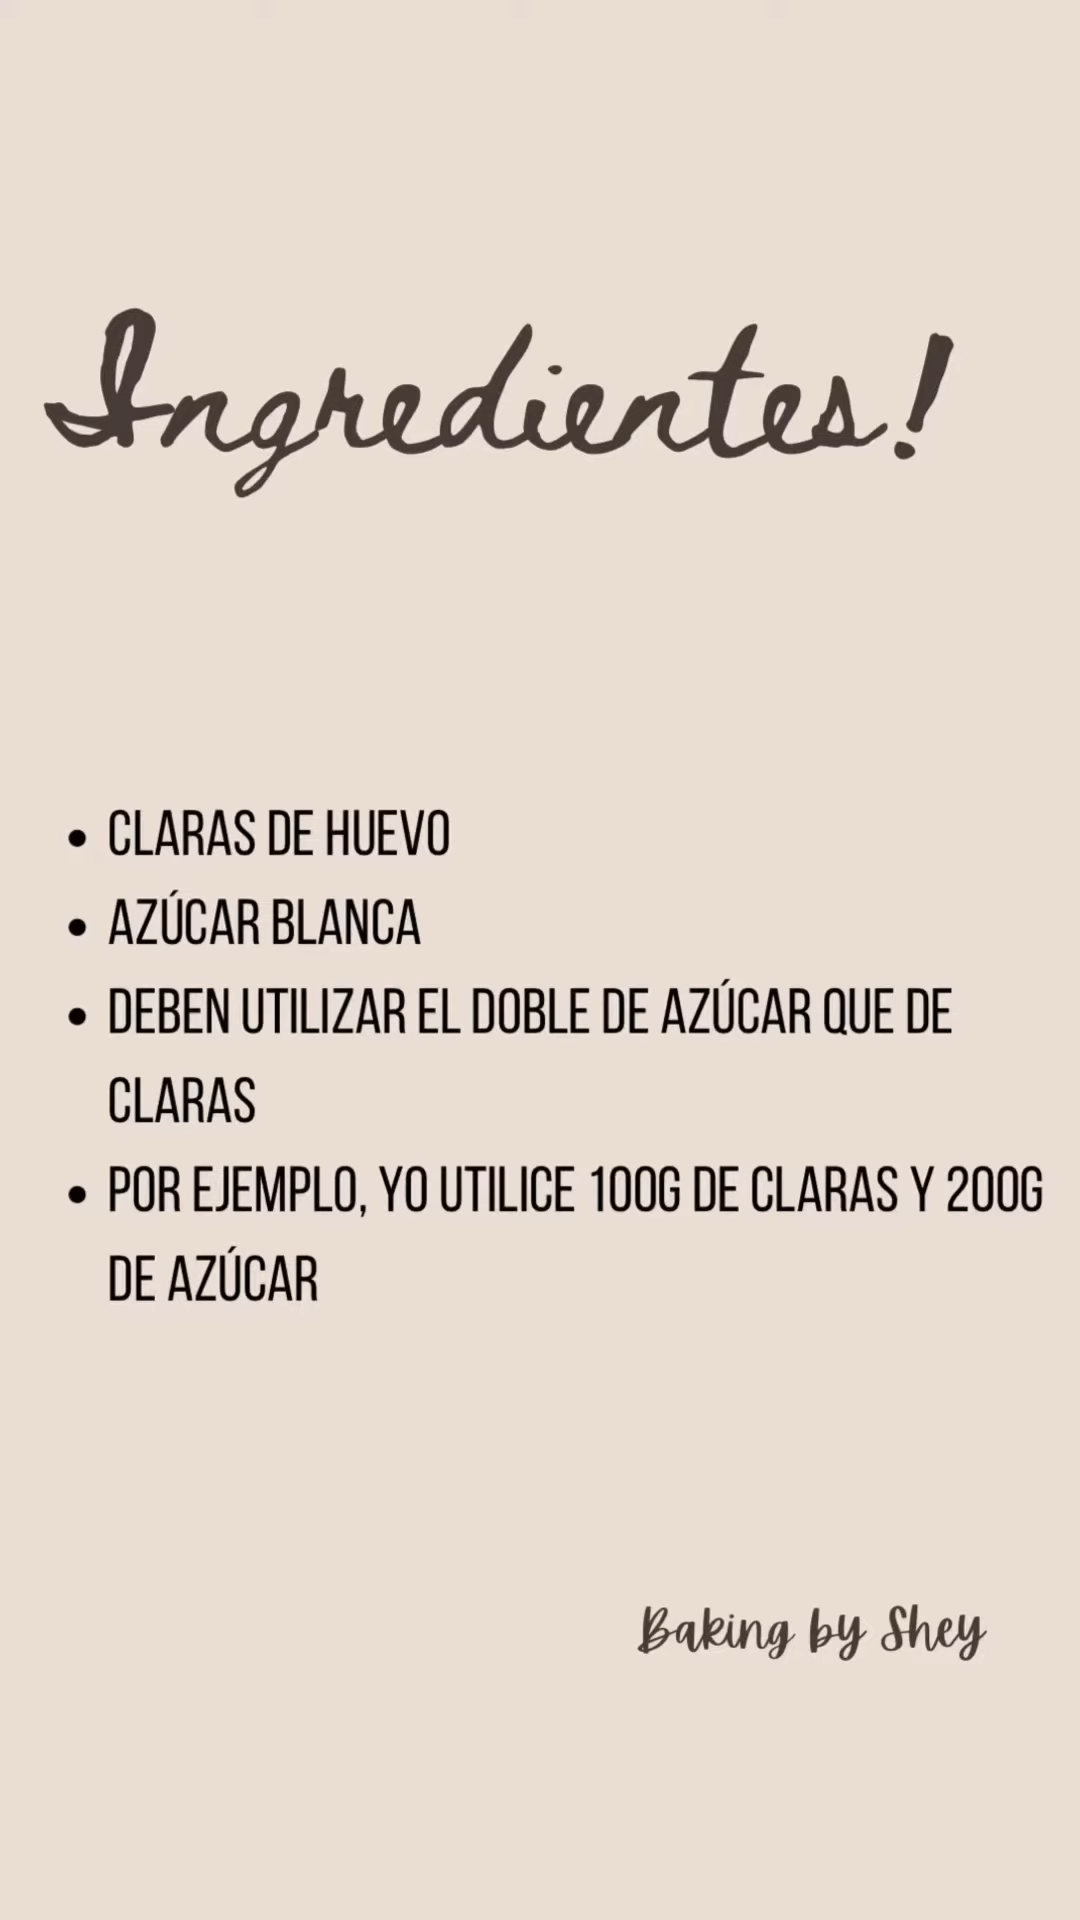 Ingredientes!
• CLARAS DE HUEVO
• AZÚCAR BLANCA
• DEBEN UTILIZAR EL DOBLE DE AZÚCAR QUE DE
CLARAS
• POR EJEMPLO, YO UTILICE 100G DE CLARAS Y 200G
DE AZÚCAR
Baking by Shey